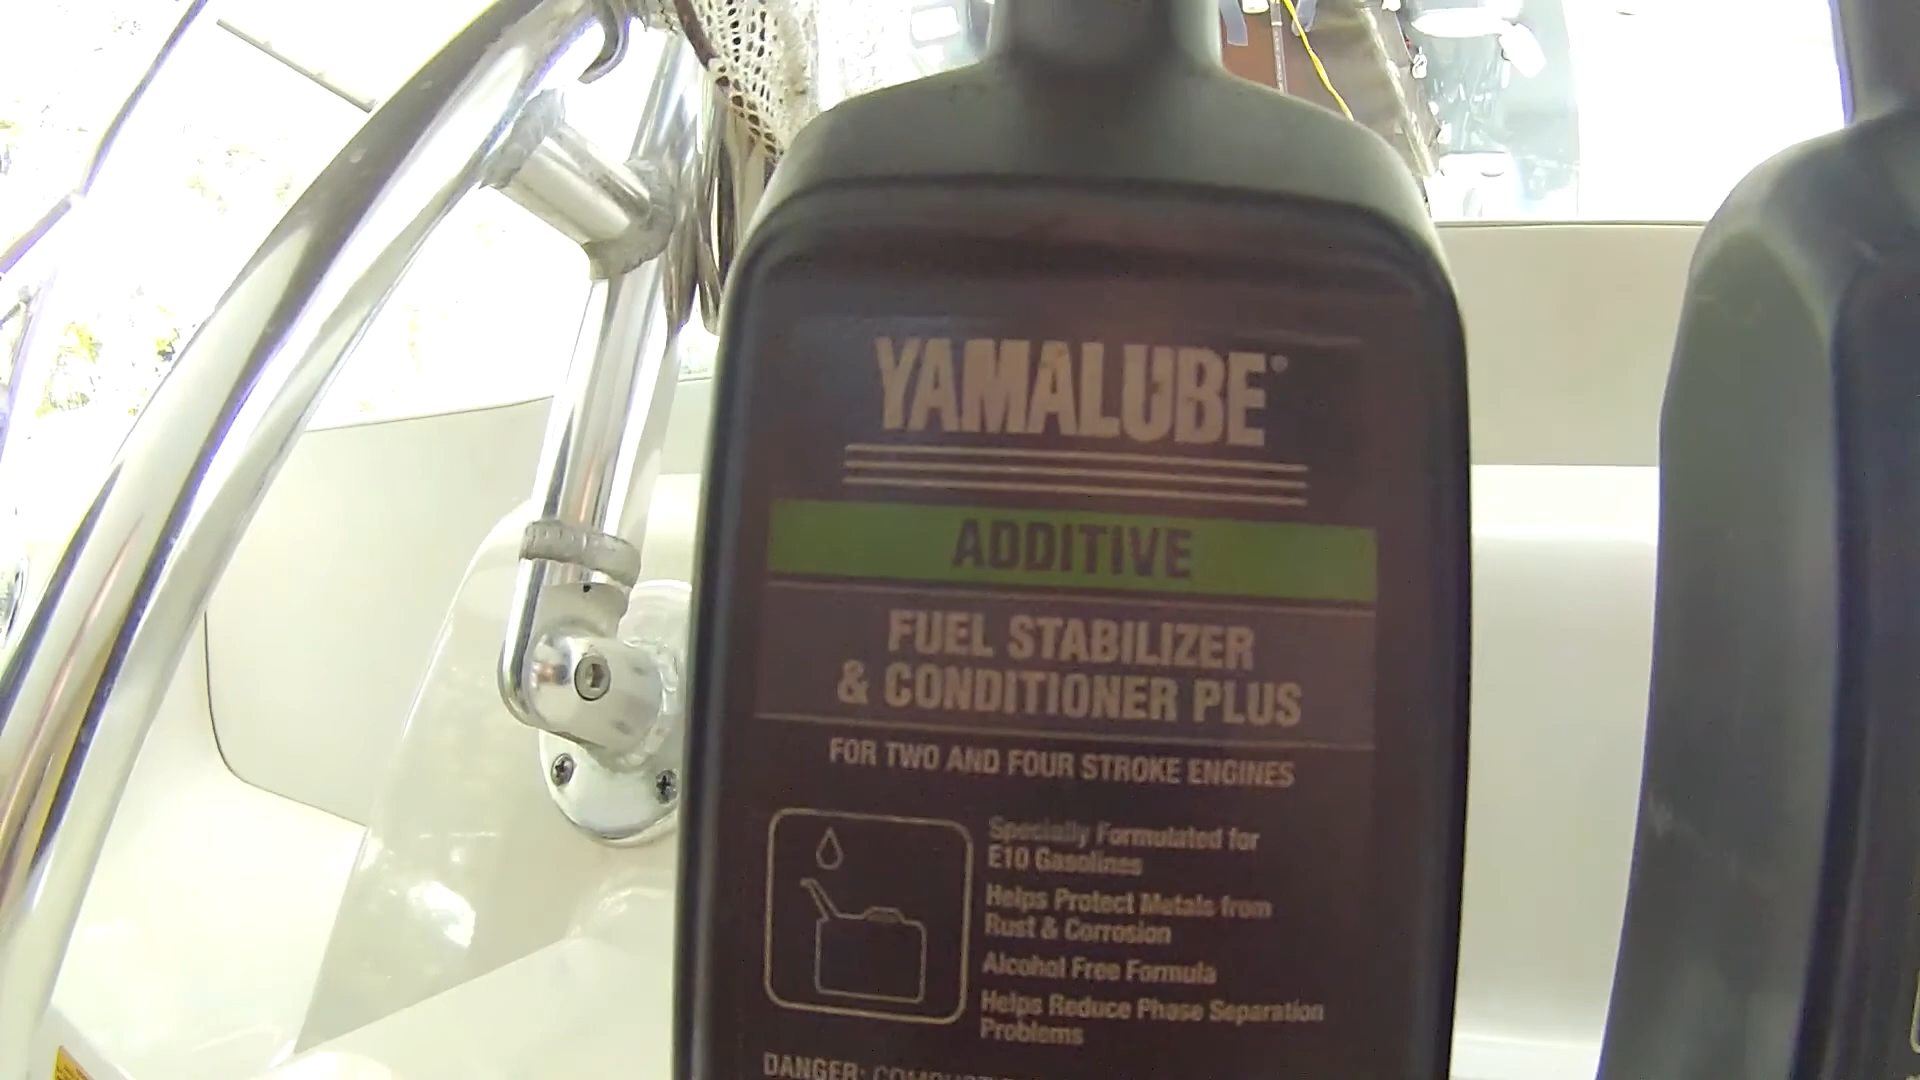 YAMALUBE®
ADDITIVE
FUEL STABILIZER
& CONDITIONER PLUS
FOR TWO AND FOUR STROKE ENGINES
Specially Formulated for
E10 Gasolines
Helps Protect Metals from
Rust & Corrosion
Alcohol Free Formula
Helps Reduce Phase Separation
Problems
DANGER: